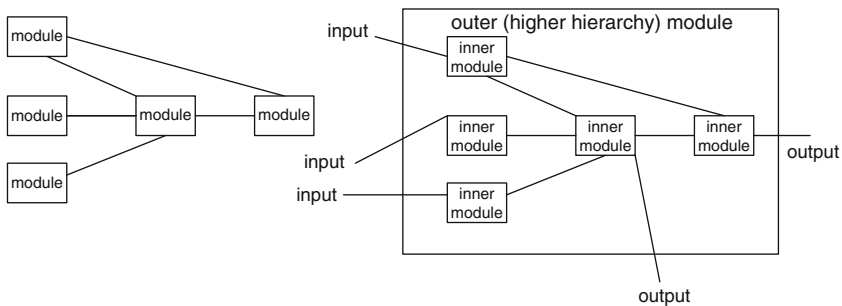 module
module
module
module
module
outer (higher hierarchy) module
input
inner
module
inner
module
inner
module
inner
module
input
output
input
inner
module
output